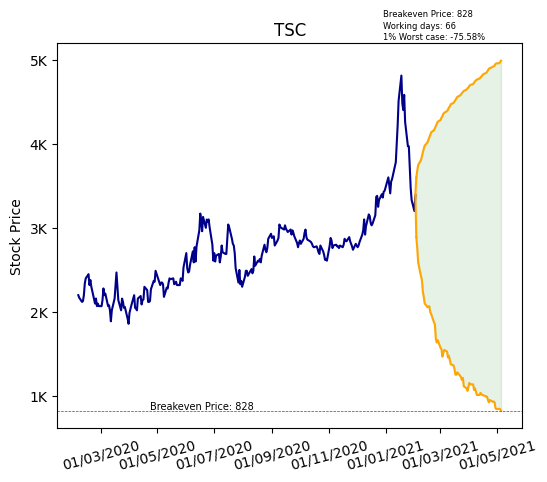 Breakeven Price: 828
Working days: 66
1% Worst case: -75.58%
TSC
5K
4K
3K
2K
1K
Stock Price
Breakeven Price: 828
01/03/2020
01/05/2020
01/07/2020
01/09/2020
01/11/2020
01/01/2021
01/03/2021
01/05/2021